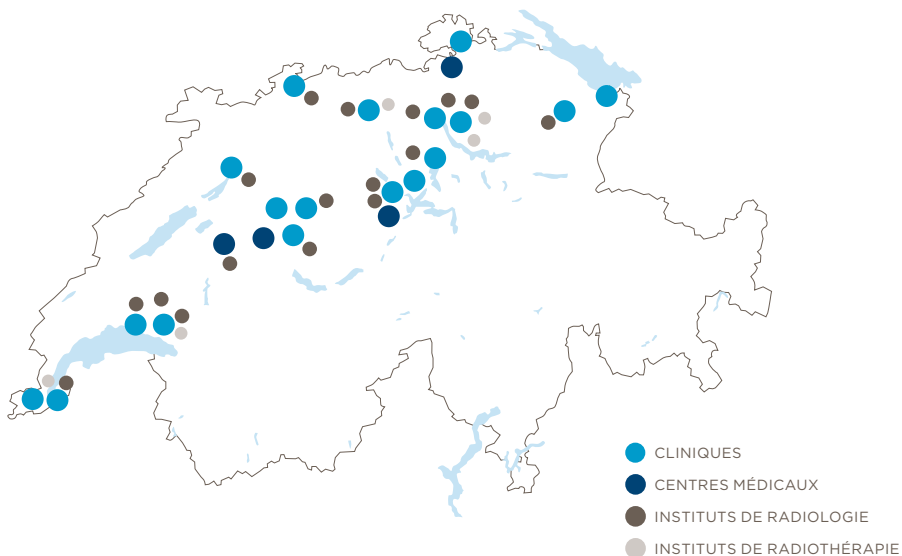 CLINIQUES
CENTRES MÉDICAUX
INSTITUTS DE RADIOLOGIE
INSTITUTS DE RADIOTHÉRAPIE